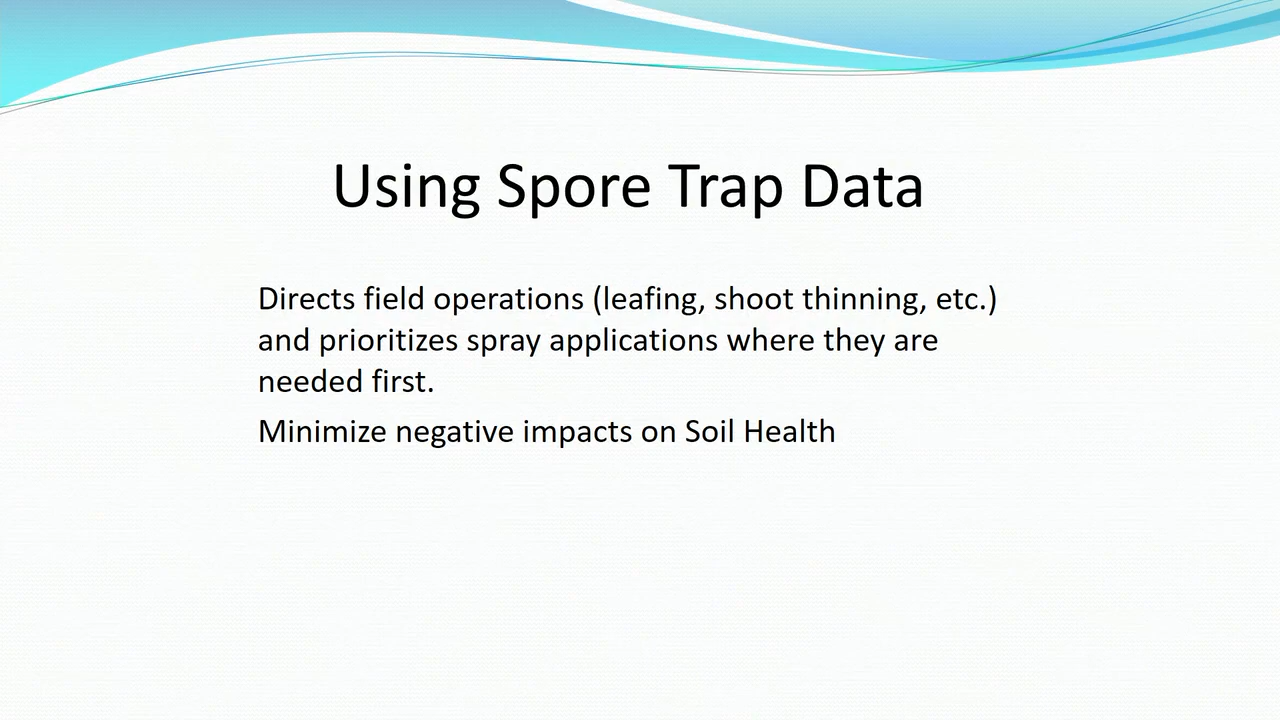 Using Spore Trap Data
Directs field operations (leafing, shoot thinning, etc.)
and prioritizes spray applications where they are
needed first.
Minimize negative impacts on Soil Health